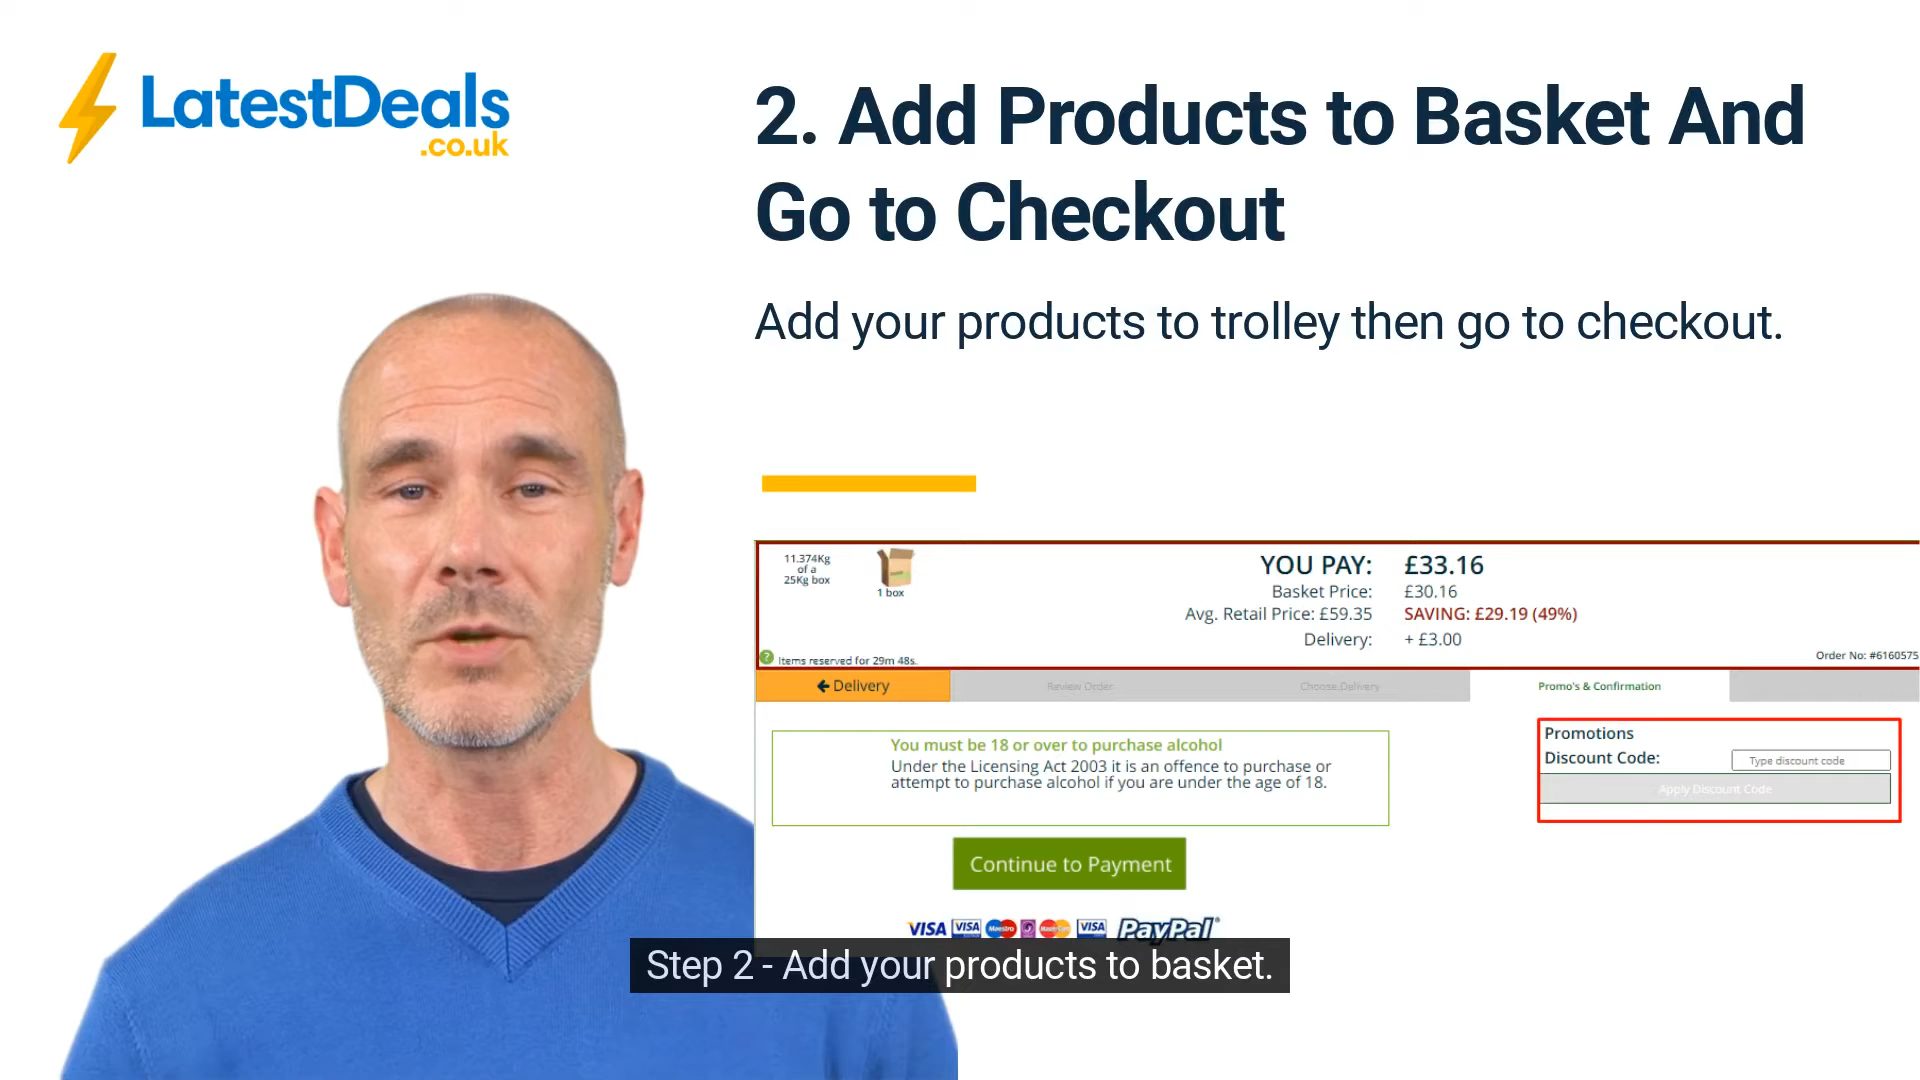 LatestDeals
.co.uk
2. Add Products to Basket And
Go to Checkout
Add your products to trolley then go to checkout.
11.374Kg
of a
25Kg box
1 box
YOU PAY: £33.16
Basket Price: £30.16
Avg. Retail Price: £59.35 SAVING: £29.19 (49%)
Delivery: + £3.00
? Items reserved for 29m 48s.
Order No: #6160575
Delivery Review Order Choose Delivery Promo's & Confirmation
You must be 18 or over to purchase alcohol
Under the Licensing Act 2003 it is an offence to purchase or
attempt to purchase alcohol if you are under the age of 18.
Promotions
Discount Code: Type discount code
Apply Discount Code
Continue to Payment
VISA VISA Maestro MasterCard VISA PayPal
Step 2 - Add your products to basket.